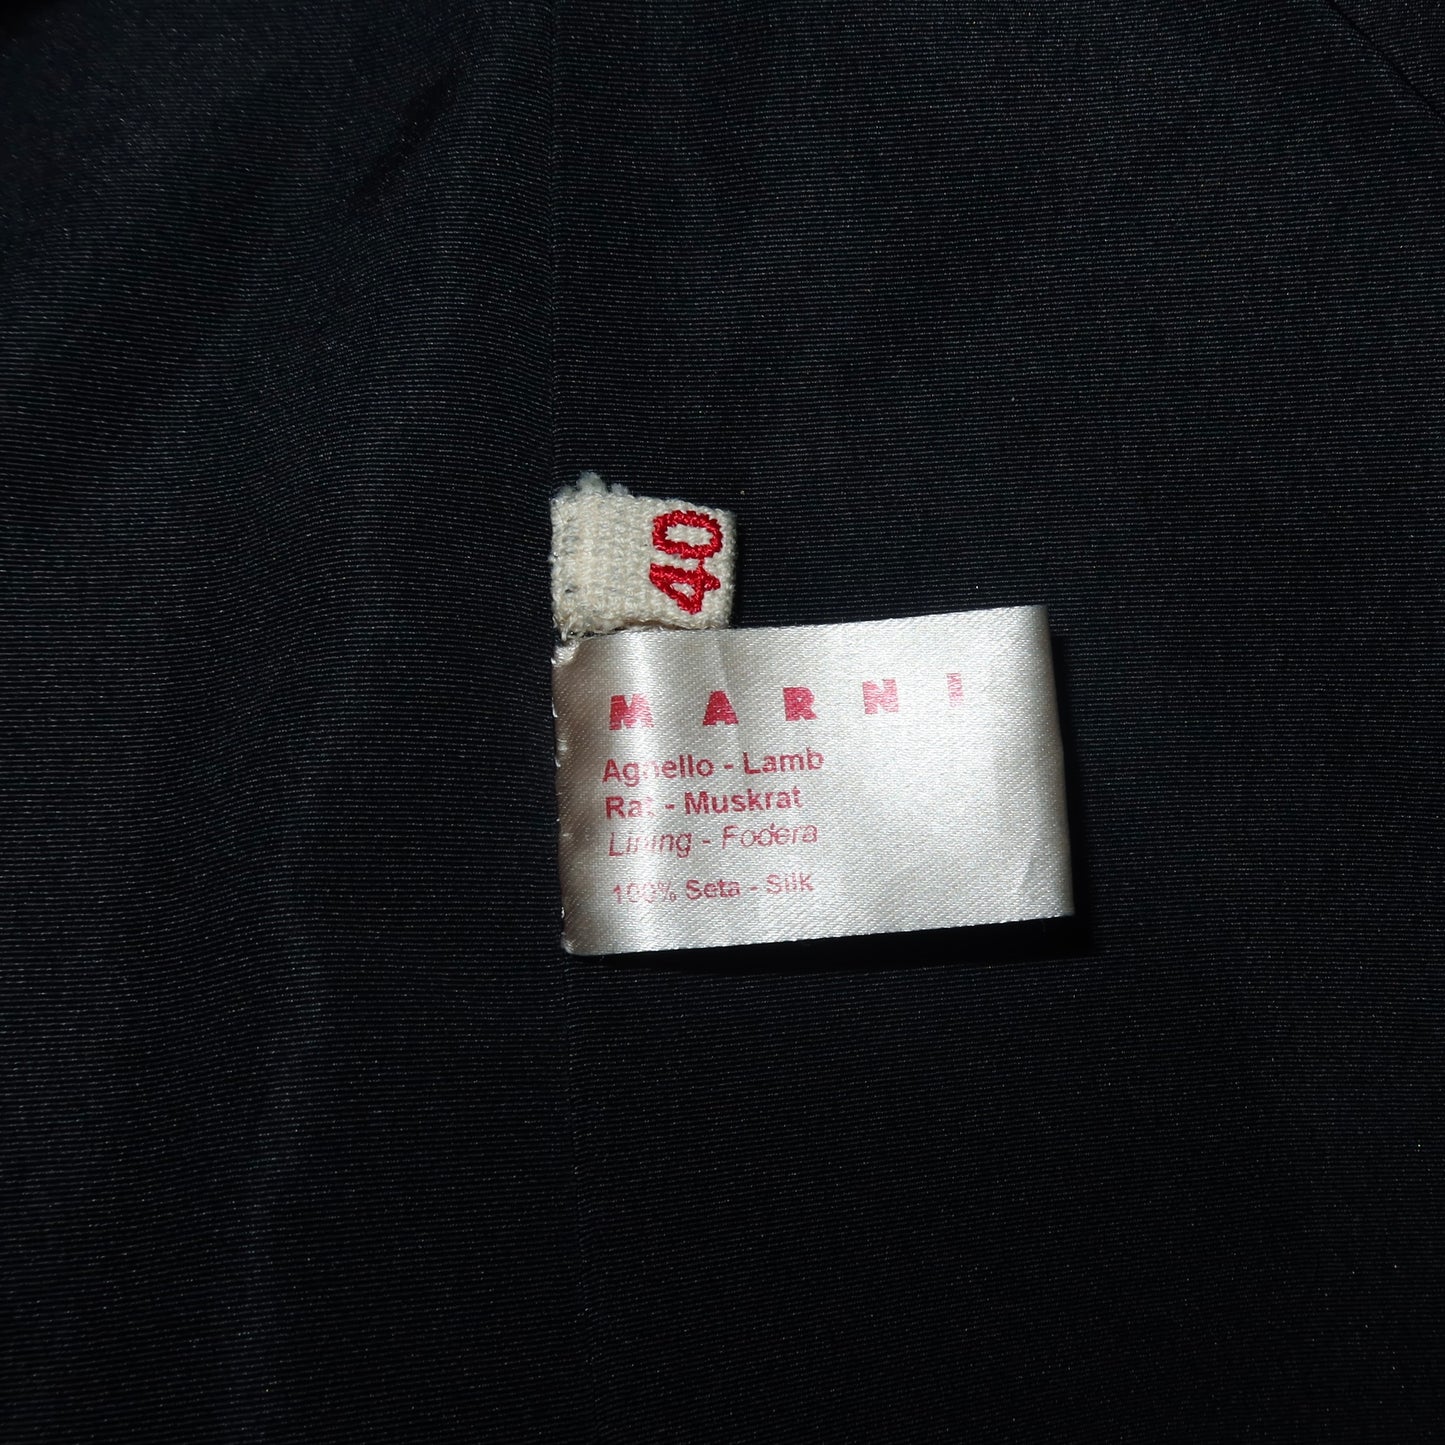 40
MARNI
Agnello - Lamb
Rat - Muskrat
Lining - Fodera
100% Seta - Silk